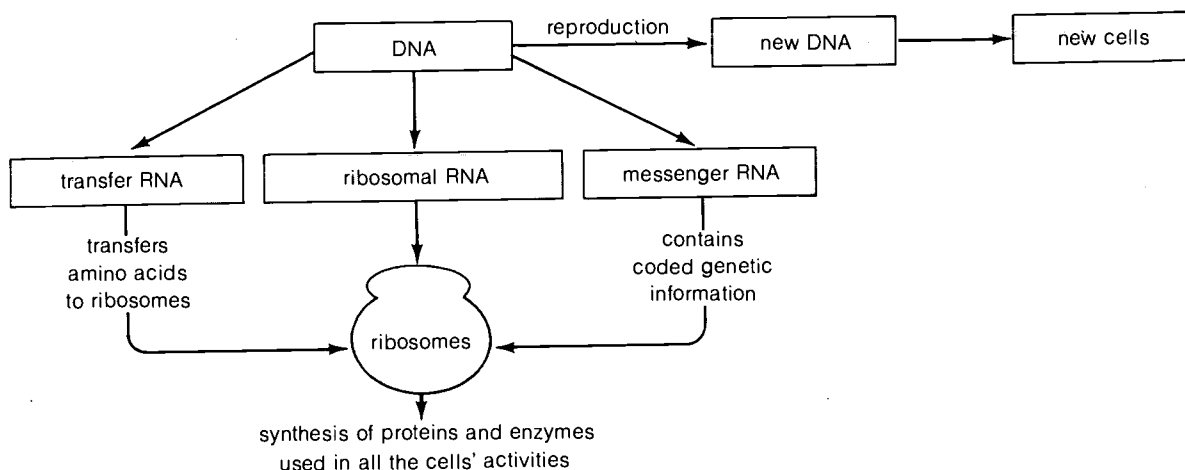 DNA
reproduction
new DNA
new cells
transfer RNA
ribosomal RNA
messenger RNA
transfers
amino acids
to ribosomes
contains
coded genetic
information
ribosomes
synthesis of proteins and enzymes
used in all the cells' activities